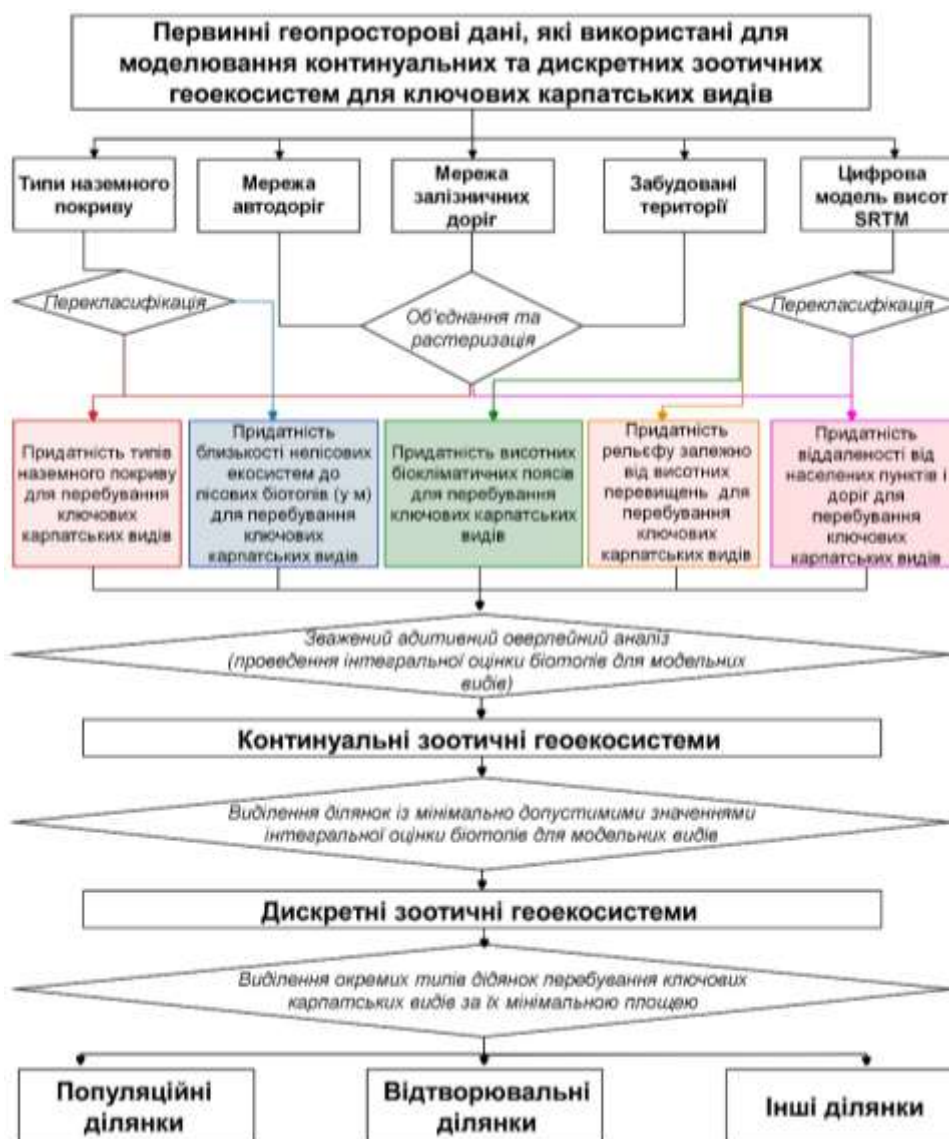 Первинні геопросторові дані, які використані для
моделювання континуальних та дискретних зоотичних
геоекосистем для ключових карпатських видів
Типи наземного
покриву
Мережа
автодоріг
Мережа
залізничних
доріг
Забудовані
території
Цифрова
модель висот
SRTM
Перекласифікація
Об'єднання та
растеризація
Перекласифікація
Придатність типів
наземного покриву
для перебування
ключових
карпатських видів
Придатність
близькості нелісових
екосистем до
лісових біотопів (у м)
для перебування
ключових
карпатських видів
Придатність висотних
біокліматичних поясів
для перебування
ключових карпатських
видів
Придатність
рельєфу залежно
від висотних
перевищень для
перебування
ключових
карпатських видів
Придатність
віддаленості від
населених пунктів і
доріг для
перебування
ключових
карпатських видів
Зважений адитивний оверлейний аналіз
(проведення інтегральної оцінки біотопів для модельних
видів)
Континуальні зоотичні геоекосистеми
Виділення ділянок із мінімально допустимими значеннями
інтегральної оцінки біотопів для модельних видів
Дискретні зоотичні геоекосистеми
Виділення окремих типів дідянок перебування ключових
карпатських видів за їх мінімальною площею
Популяційні
ділянки
Відтворювальні
ділянки
Інші ділянки